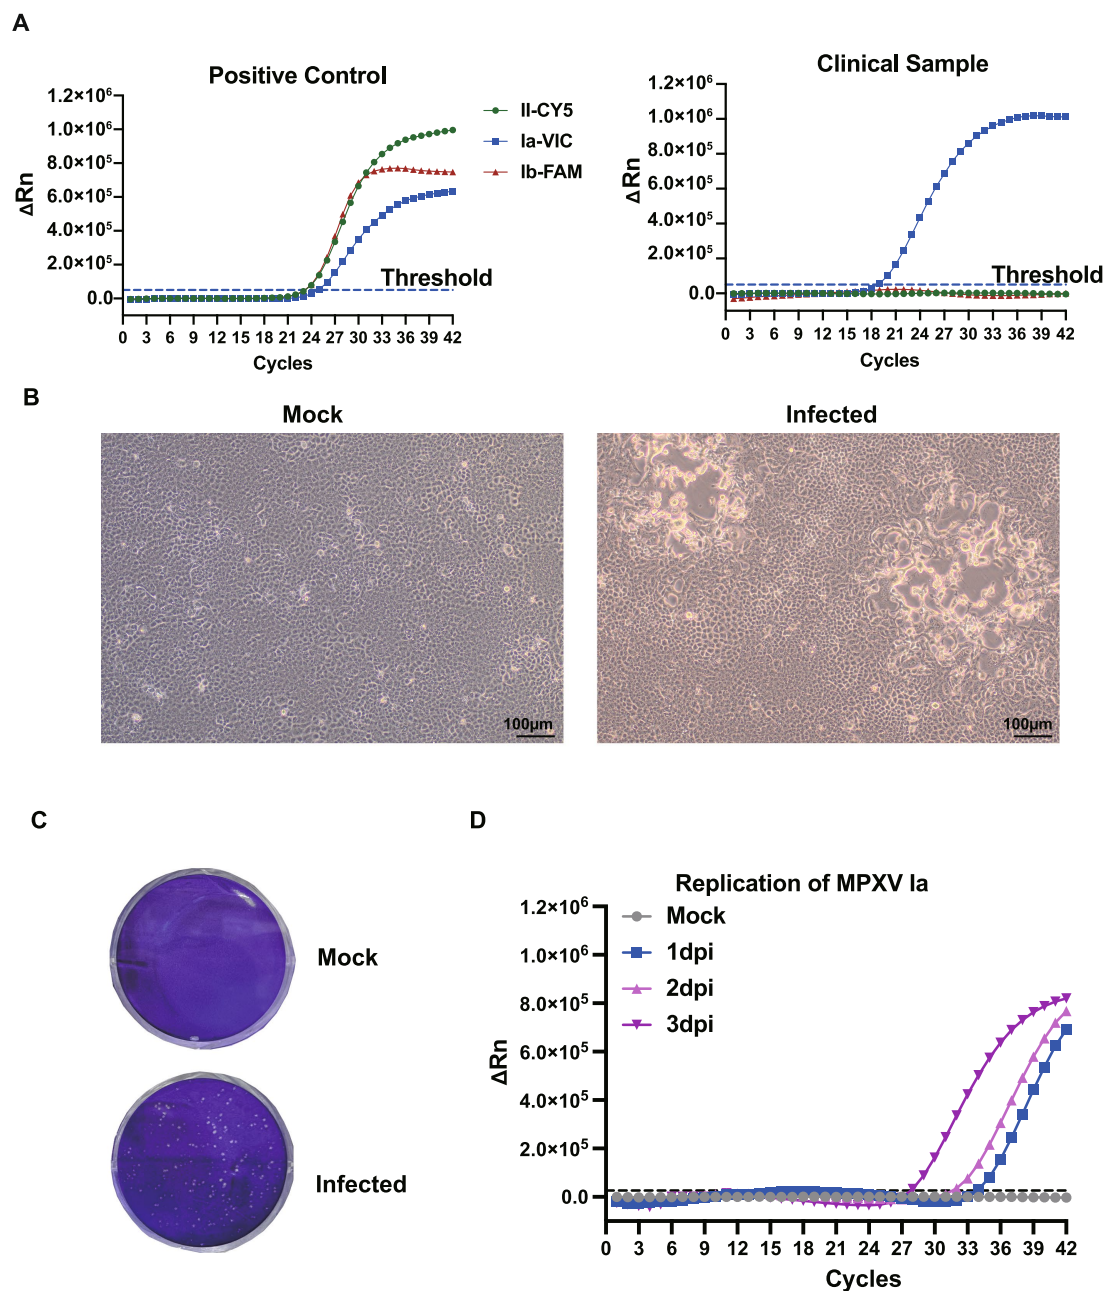 A
Positive Control
1.2×10⁶
1.0×10⁶
8.0×10⁵
6.0×10⁵
4.0×10⁵
2.0×10⁵
0.0
ΔRn
Threshold
0 3 6 9 12 15 18 21 24 27 30 33 36 39 42
Cycles
II-CY5
Ia-VIC
Ib-FAM
Clinical Sample
1.2×10⁶
1.0×10⁶
8.0×10⁵
6.0×10⁵
4.0×10⁵
2.0×10⁵
0.0
ΔRn
Threshold
0 3 6 9 12 15 18 21 24 27 30 33 36 39 42
Cycles
B
Mock
Infected
100μm
100μm
C
Mock
Infected
D
Replication of MPXV Ia
1.2×10⁶
1.0×10⁶
8.0×10⁵
6.0×10⁵
4.0×10⁵
2.0×10⁵
0.0
ΔRn
Mock
1dpi
2dpi
3dpi
0 3 6 9 12 15 18 21 24 27 30 33 36 39 42
Cycles